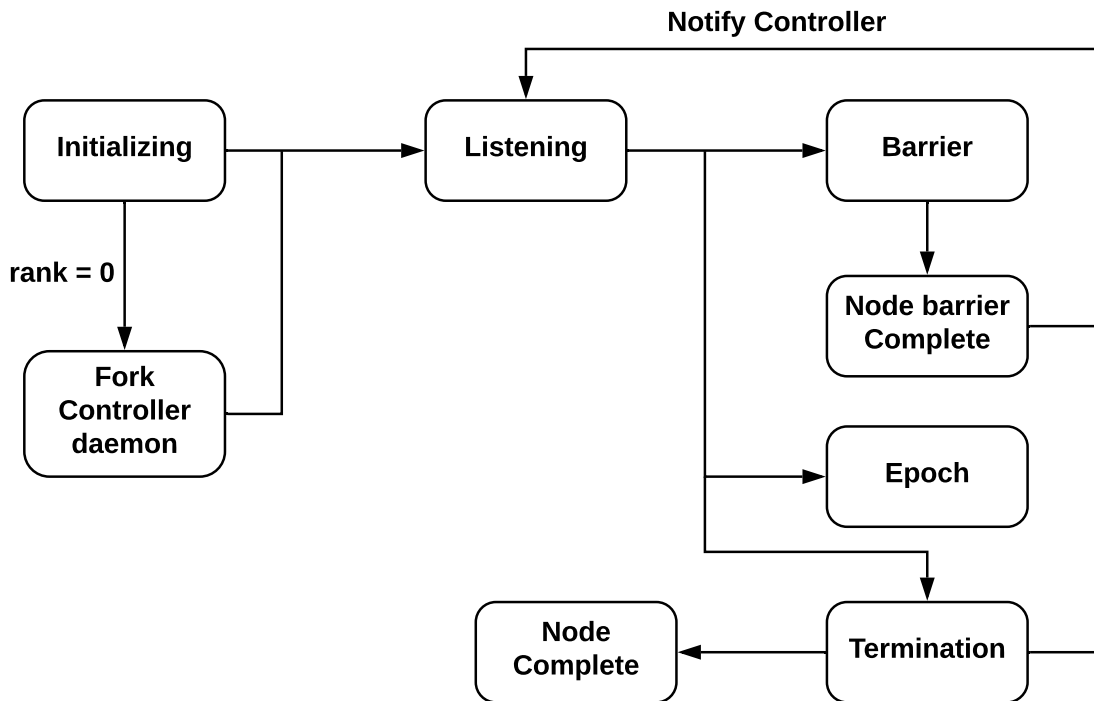 Notify Controller
Initializing
Listening
Barrier
rank = 0
Node barrier
Complete
Fork
Controller
daemon
Epoch
Node
Complete
Termination